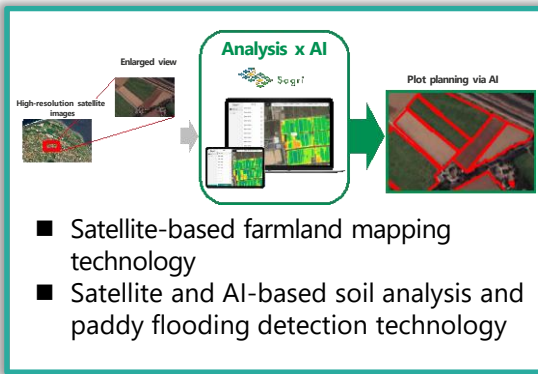 Analysis x AI
Sagri
Enlarged view
High-resolution satellite
images
Plot planning via AI
■ Satellite-based farmland mapping
technology
■ Satellite and AI-based soil analysis and
paddy flooding detection technology